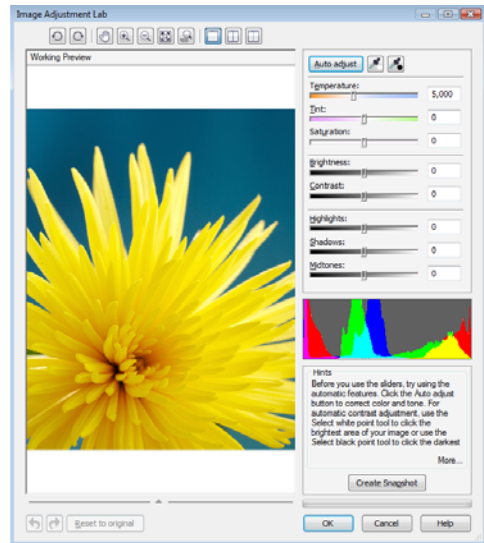 Image Adjustment Lab
Working Preview
Auto adjust
Temperature:
5,000
Tint:
0
Saturation:
0
Brightness:
0
Contrast:
0
Highlights:
0
Shadows:
0
Midtones:
0
Hints
Before you use the sliders, try using the
automatic features. Click the Auto adjust
button to correct color and tone. For
automatic contrast adjustment, use the
Select white point tool to click the
brightest area of your image or use the
Select black point tool to click the darkest
More...
Create Snapshot
Reset to original
OK
Cancel
Help